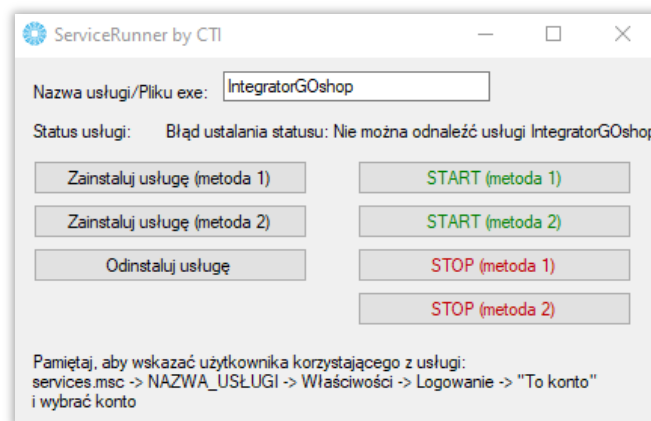 ServiceRunner by CTI
Nazwa usługi/Pliku exe: IntegratorGOshop
Status usługi: Błąd ustalania statusu: Nie można odnaleźć usługi IntegratorGOshop
Zainstaluj usługę (metoda 1) START (metoda 1)
Zainstaluj usługę (metoda 2) START (metoda 2)
Odinstaluj usługę STOP (metoda 1)
STOP (metoda 2)
Pamiętaj, aby wskazać użytkownika korzystającego z usługi:
services.msc -> NAZWA_USŁUGI -> Właściwości -> Logowanie -> "To konto"
i wybrać konto